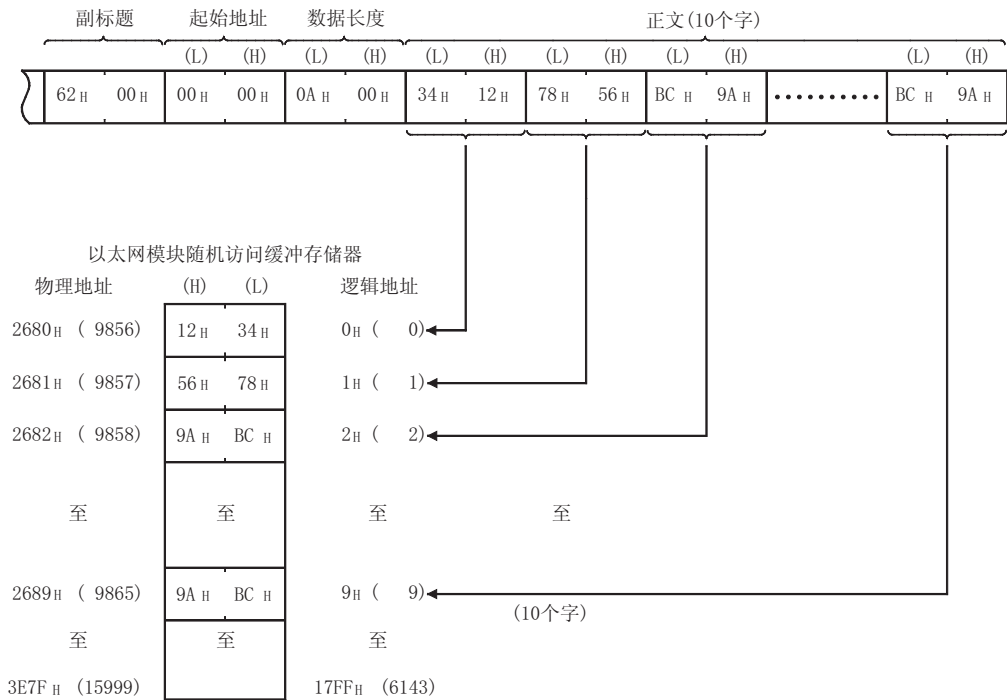 副标题 起始地址 数据长度 正文(10个字)
(L) (H) (L) (H) (L) (H) (L) (H) (L) (H) (L) (H)
62H 00H 00H 00H 0AH 00H 34H 12H 78H 56H BCH 9AH ･･････････ BCH 9AH
以太网模块随机访问缓冲存储器
物理地址 (H) (L) 逻辑地址
2680H ( 9856) 12H 34H 0H ( 0)
2681H ( 9857) 56H 78H 1H ( 1)
2682H ( 9858) 9AH BCH 2H ( 2)
至 至 至 至
2689H ( 9865) 9AH BCH 9H ( 9)
(10个字)
至 至 至
3E7FH (15999) 17FFH (6143)